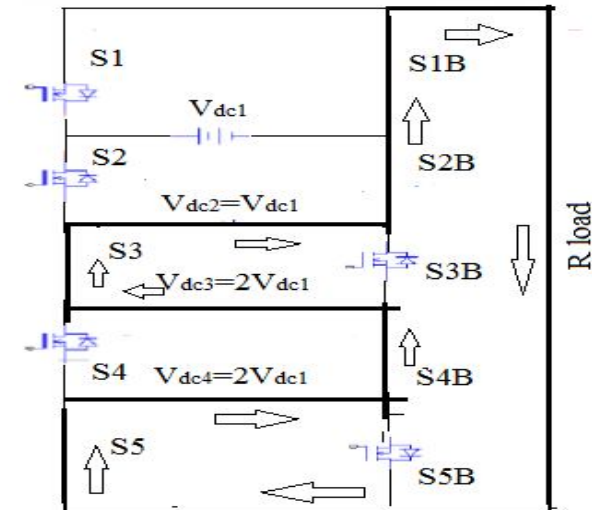 S1
S1B
Vdc1
S2
S2B
Vdc2=Vdc1
S3
S3B
Vdc3=2Vdc1
R load
S4
Vdc4=2Vdc1
S4B
S5
S5B